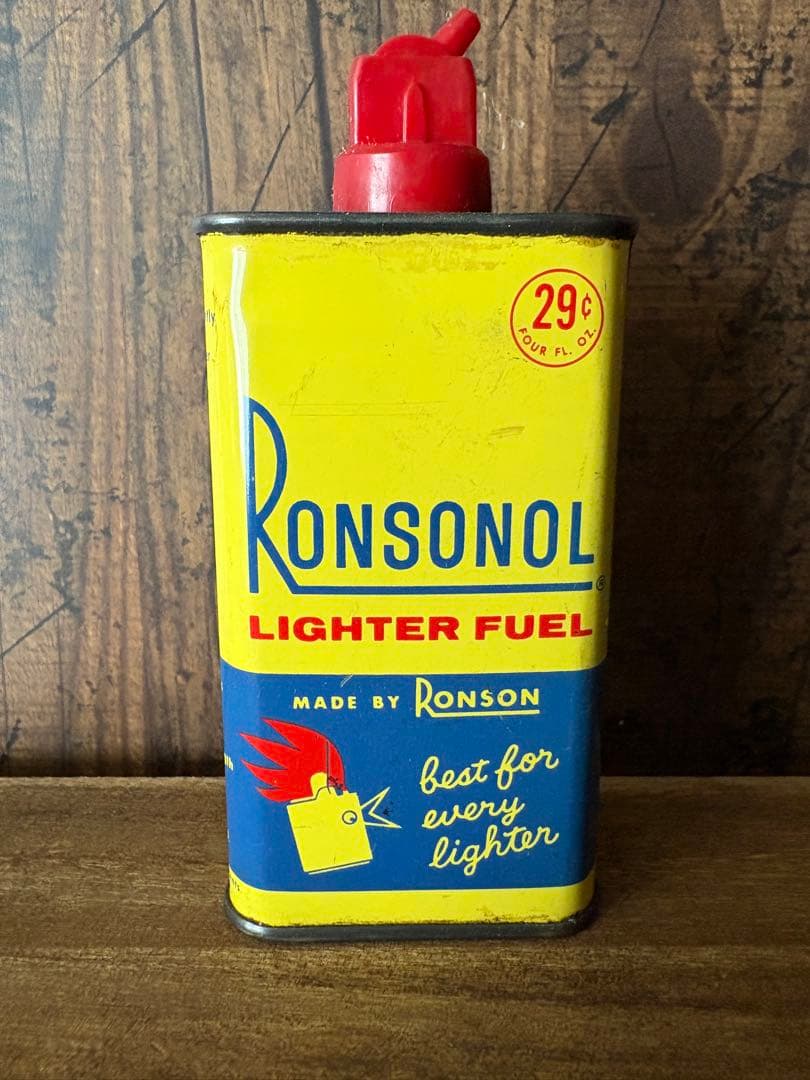 29¢
FOUR FL. OZ.
RONSONOL®
LIGHTER FUEL
MADE BY RONSON
best for
every
lighter